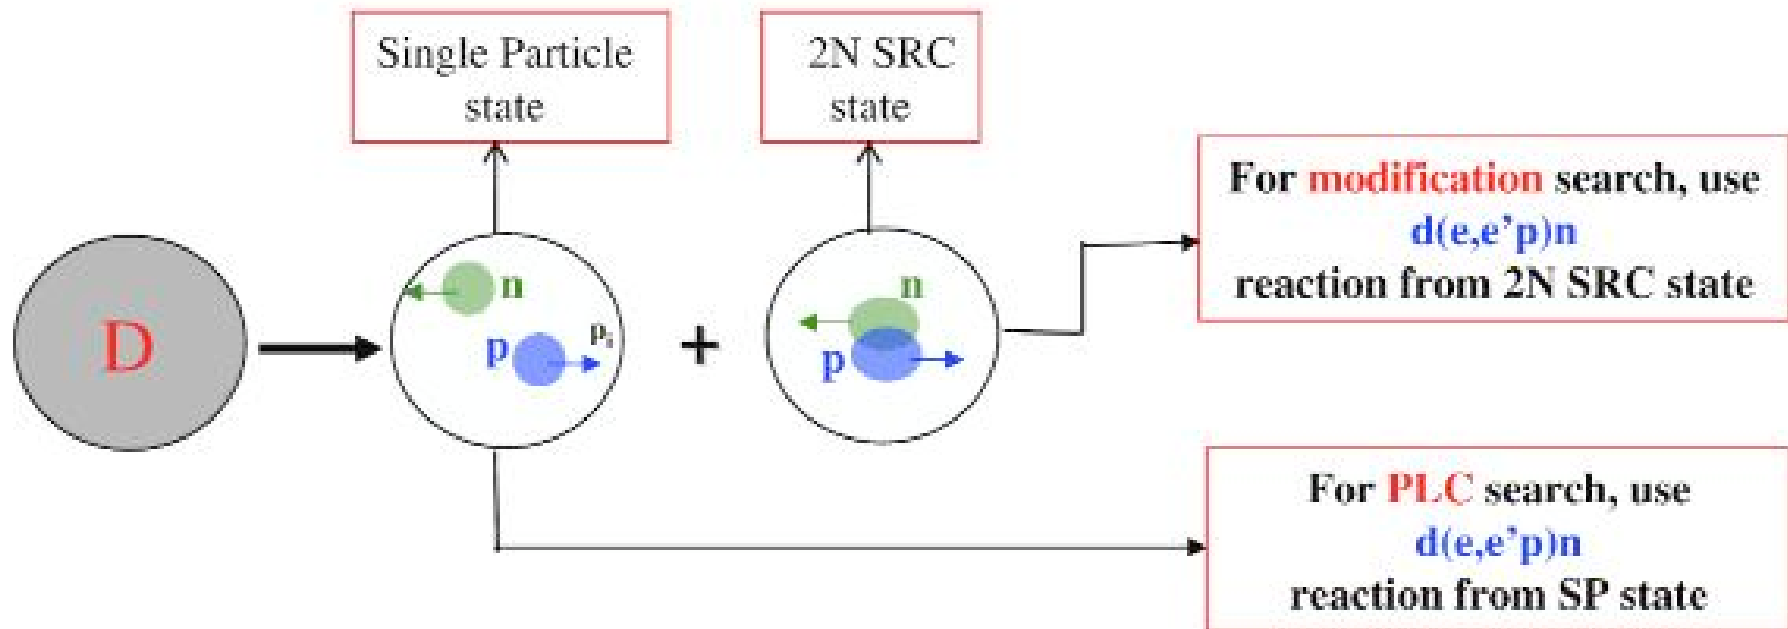 Single Particle
state
2N SRC
state
For modification search, use
d(e,e’p)n
reaction from 2N SRC state
D
n
p
+
n
p
For PLC search, use
d(e,e’p)n
reaction from SP state